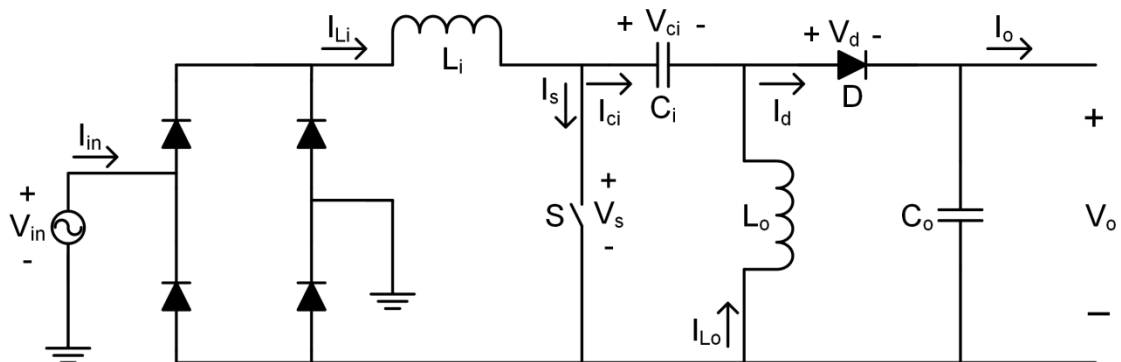 I_Li
L_i
+ V_ci -
C_i
I_s
I_ci
+ V_d -
D
I_d
I_o
I_in
+
V_in
-
S
+
V_s
-
L_o
I_Lo
C_o
+
V_o
−